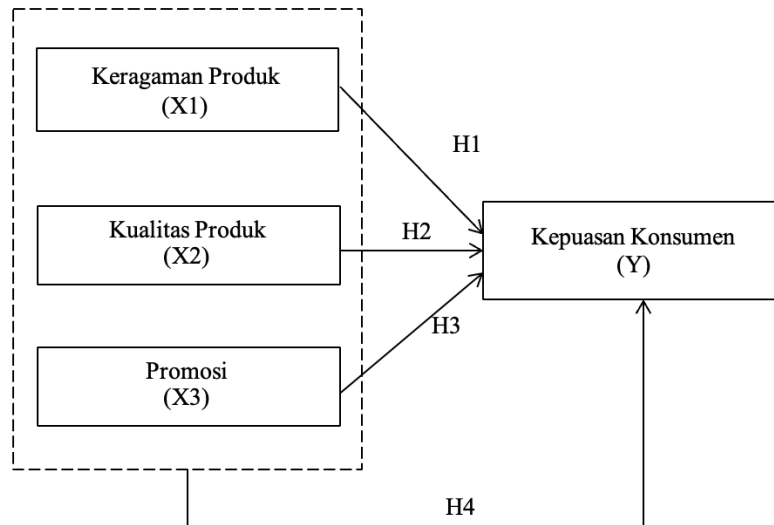 Keragaman Produk
(X1)
H1
Kualitas Produk
(X2)
H2
Kepuasan Konsumen
(Y)
H3
Promosi
(X3)
H4